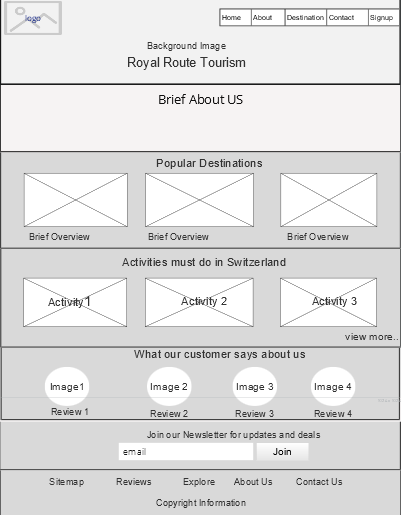 logo
Home About Destination Contact Signup
Background Image
Royal Route Tourism
Brief About US
Popular Destinations
Brief Overview Brief Overview Brief Overview
Activities must do in Switzerland
Activity 1 Activity 2 Activity 3
view more..
What our customer says about us
Image1 Image 2 Image 3 Image 4
Review 1 Review 2 Review 3 Review 4
Join our Newsletter for updates and deals
email Join
Sitemap Reviews Explore About Us Contact Us
Copyright Information